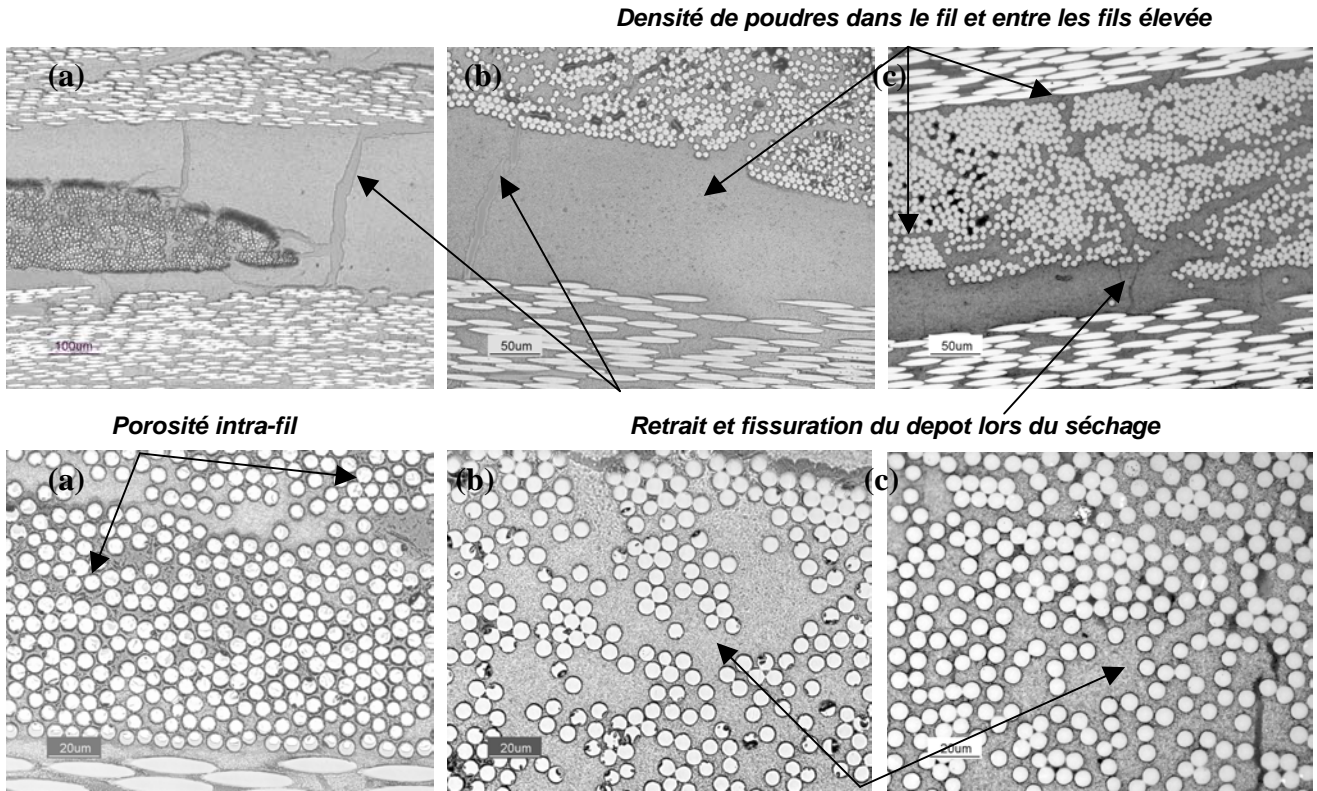 Densité de poudres dans le fil et entre les fils élevée
(a)
(b)
(c)
100um
50um
50um
Porosité intra-fil
Retrait et fissuration du depot lors du séchage
(a)
(b)
(c)
20um
20um
20um